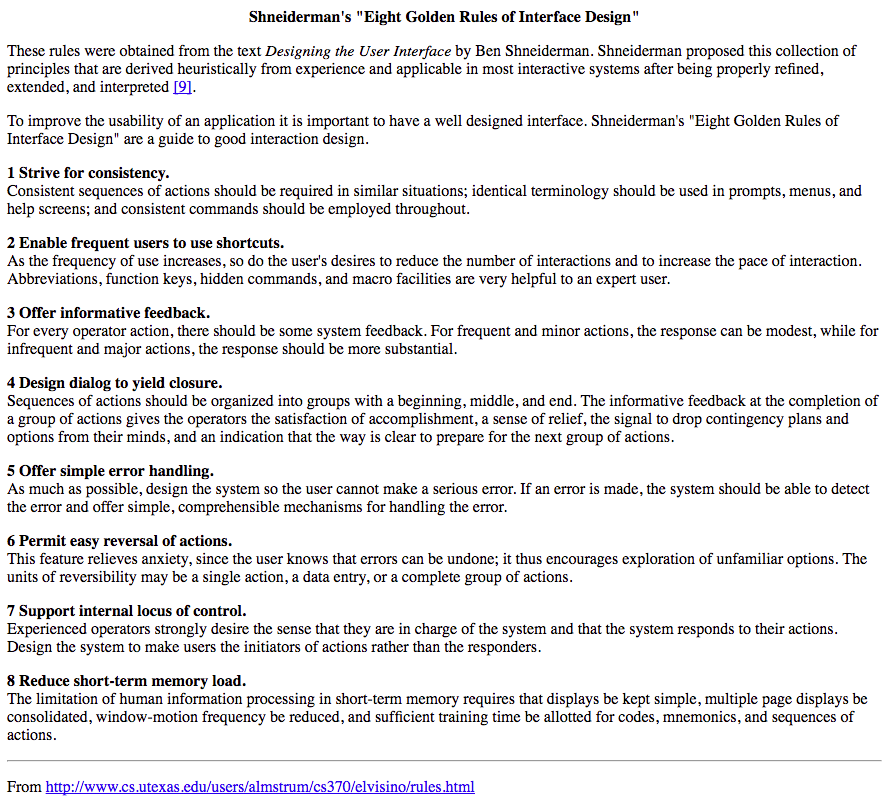 Shneiderman's "Eight Golden Rules of Interface Design"
These rules were obtained from the text Designing the User Interface by Ben Shneiderman. Shneiderman proposed this collection of
principles that are derived heuristically from experience and applicable in most interactive systems after being properly refined,
extended, and interpreted [9].
To improve the usability of an application it is important to have a well designed interface. Shneiderman's "Eight Golden Rules of
Interface Design" are a guide to good interaction design.
1 Strive for consistency.
Consistent sequences of actions should be required in similar situations; identical terminology should be used in prompts, menus, and
help screens; and consistent commands should be employed throughout.
2 Enable frequent users to use shortcuts.
As the frequency of use increases, so do the user's desires to reduce the number of interactions and to increase the pace of interaction.
Abbreviations, function keys, hidden commands, and macro facilities are very helpful to an expert user.
3 Offer informative feedback.
For every operator action, there should be some system feedback. For frequent and minor actions, the response can be modest, while for
infrequent and major actions, the response should be more substantial.
4 Design dialog to yield closure.
Sequences of actions should be organized into groups with a beginning, middle, and end. The informative feedback at the completion of
a group of actions gives the operators the satisfaction of accomplishment, a sense of relief, the signal to drop contingency plans and
options from their minds, and an indication that the way is clear to prepare for the next group of actions.
5 Offer simple error handling.
As much as possible, design the system so the user cannot make a serious error. If an error is made, the system should be able to detect
the error and offer simple, comprehensible mechanisms for handling the error.
6 Permit easy reversal of actions.
This feature relieves anxiety, since the user knows that errors can be undone; it thus encourages exploration of unfamiliar options. The
units of reversibility may be a single action, a data entry, or a complete group of actions.
7 Support internal locus of control.
Experienced operators strongly desire the sense that they are in charge of the system and that the system responds to their actions.
Design the system to make users the initiators of actions rather than the responders.
8 Reduce short-term memory load.
The limitation of human information processing in short-term memory requires that displays be kept simple, multiple page displays be
consolidated, window-motion frequency be reduced, and sufficient training time be allotted for codes, mnemonics, and sequences of
actions.
From http://www.cs.utexas.edu/users/almstrum/cs370/elvisino/rules.html